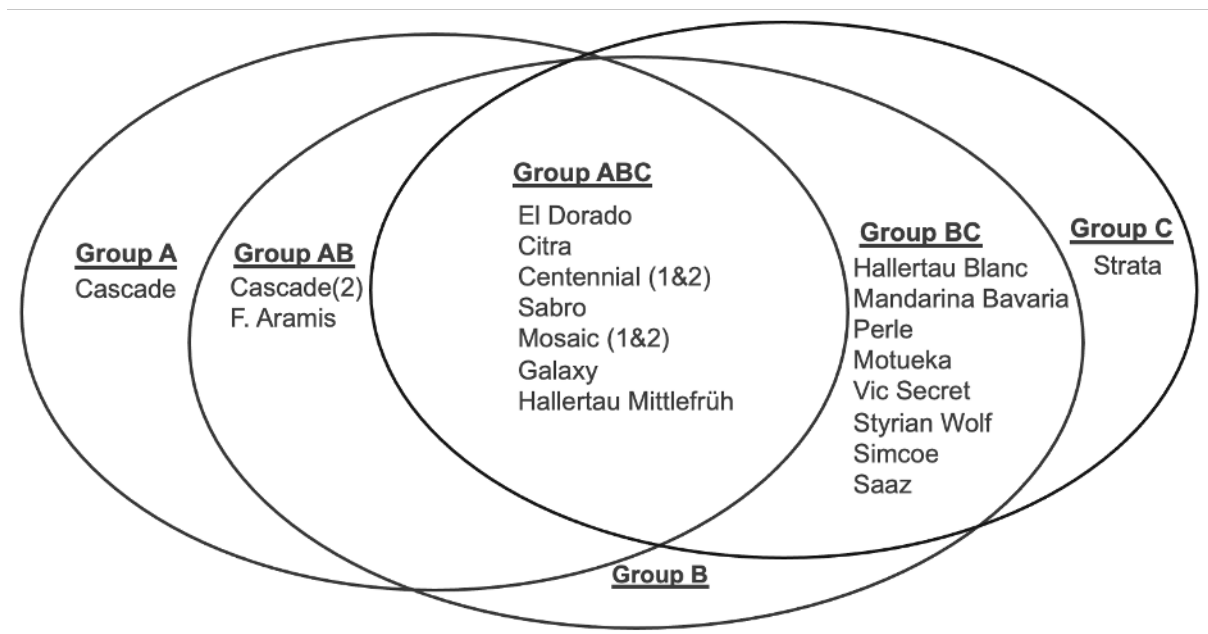 Group A
Cascade
Group AB
Cascade(2)
F. Aramis
Group ABC
El Dorado
Citra
Centennial (1&2)
Sabro
Mosaic (1&2)
Galaxy
Hallertau Mittlefrüh
Group BC
Hallertau Blanc
Mandarina Bavaria
Perle
Motueka
Vic Secret
Styrian Wolf
Simcoe
Saaz
Group C
Strata
Group B